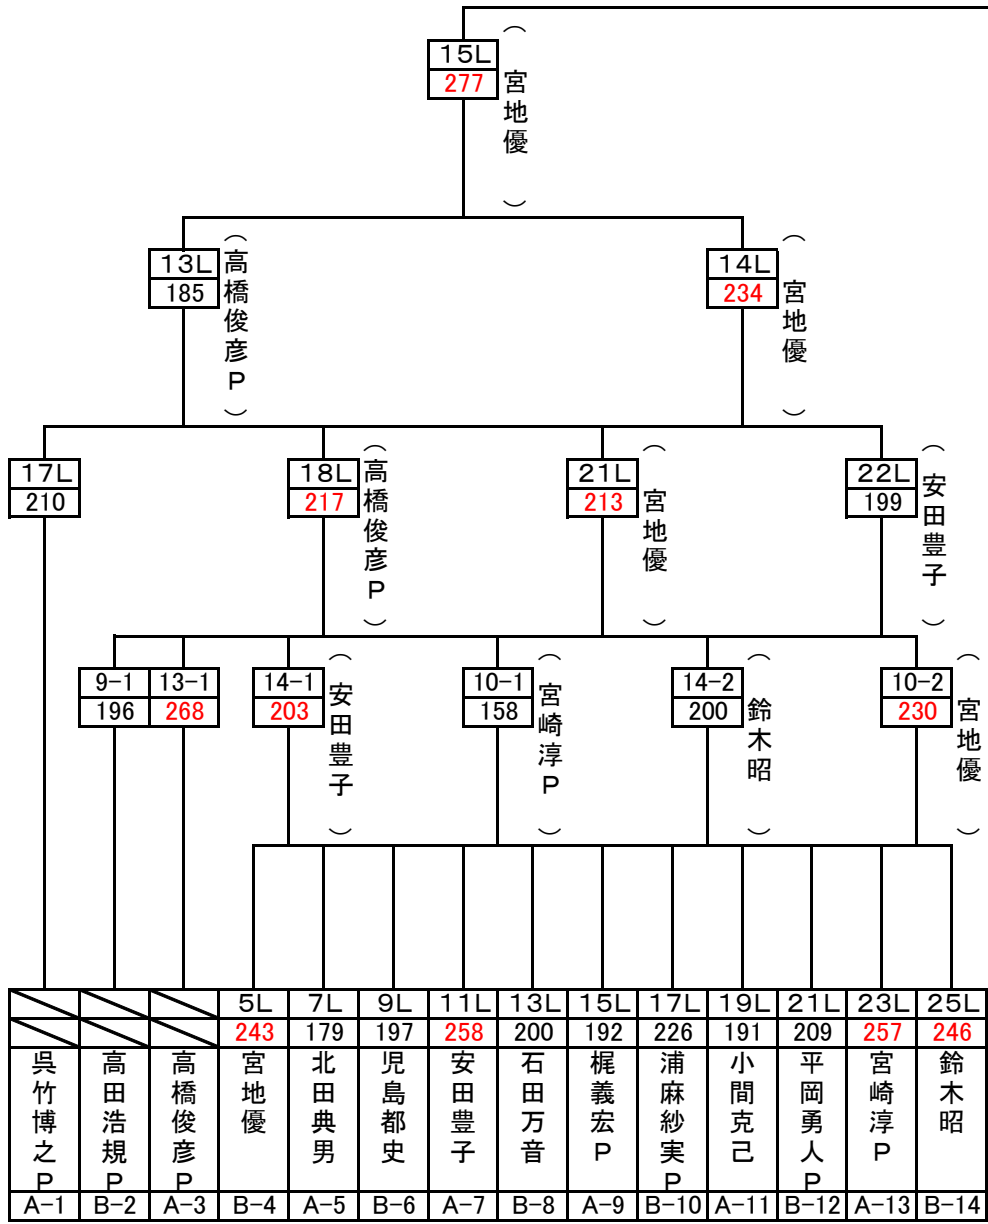 15L
277
（宮地優）
13L
185
（高橋俊彦P）
14L
234
（宮地優）
17L
210
18L
217
（高橋俊彦P）
21L
213
（宮地優）
22L
199
（安田豊子）
9-1
196
13-1
268
14-1
203
（安田豊子）
10-1
158
（宮崎淳P）
14-2
200
（鈴木昭）
10-2
230
（宮地優）
5L 7L 9L 11L 13L 15L 17L 19L 21L 23L 25L
243 179 197 258 200 192 226 191 209 257 246
呉竹博之P
高田浩規P
高橋俊彦P
宮地優
北田典男
児島都史
安田豊子
石田万音
梶義宏P
浦麻紗実P
小間克己
平岡勇人P
宮崎淳P
鈴木昭
A-1 B-2 A-3 B-4 A-5 B-6 A-7 B-8 A-9 B-10 A-11 B-12 A-13 B-14